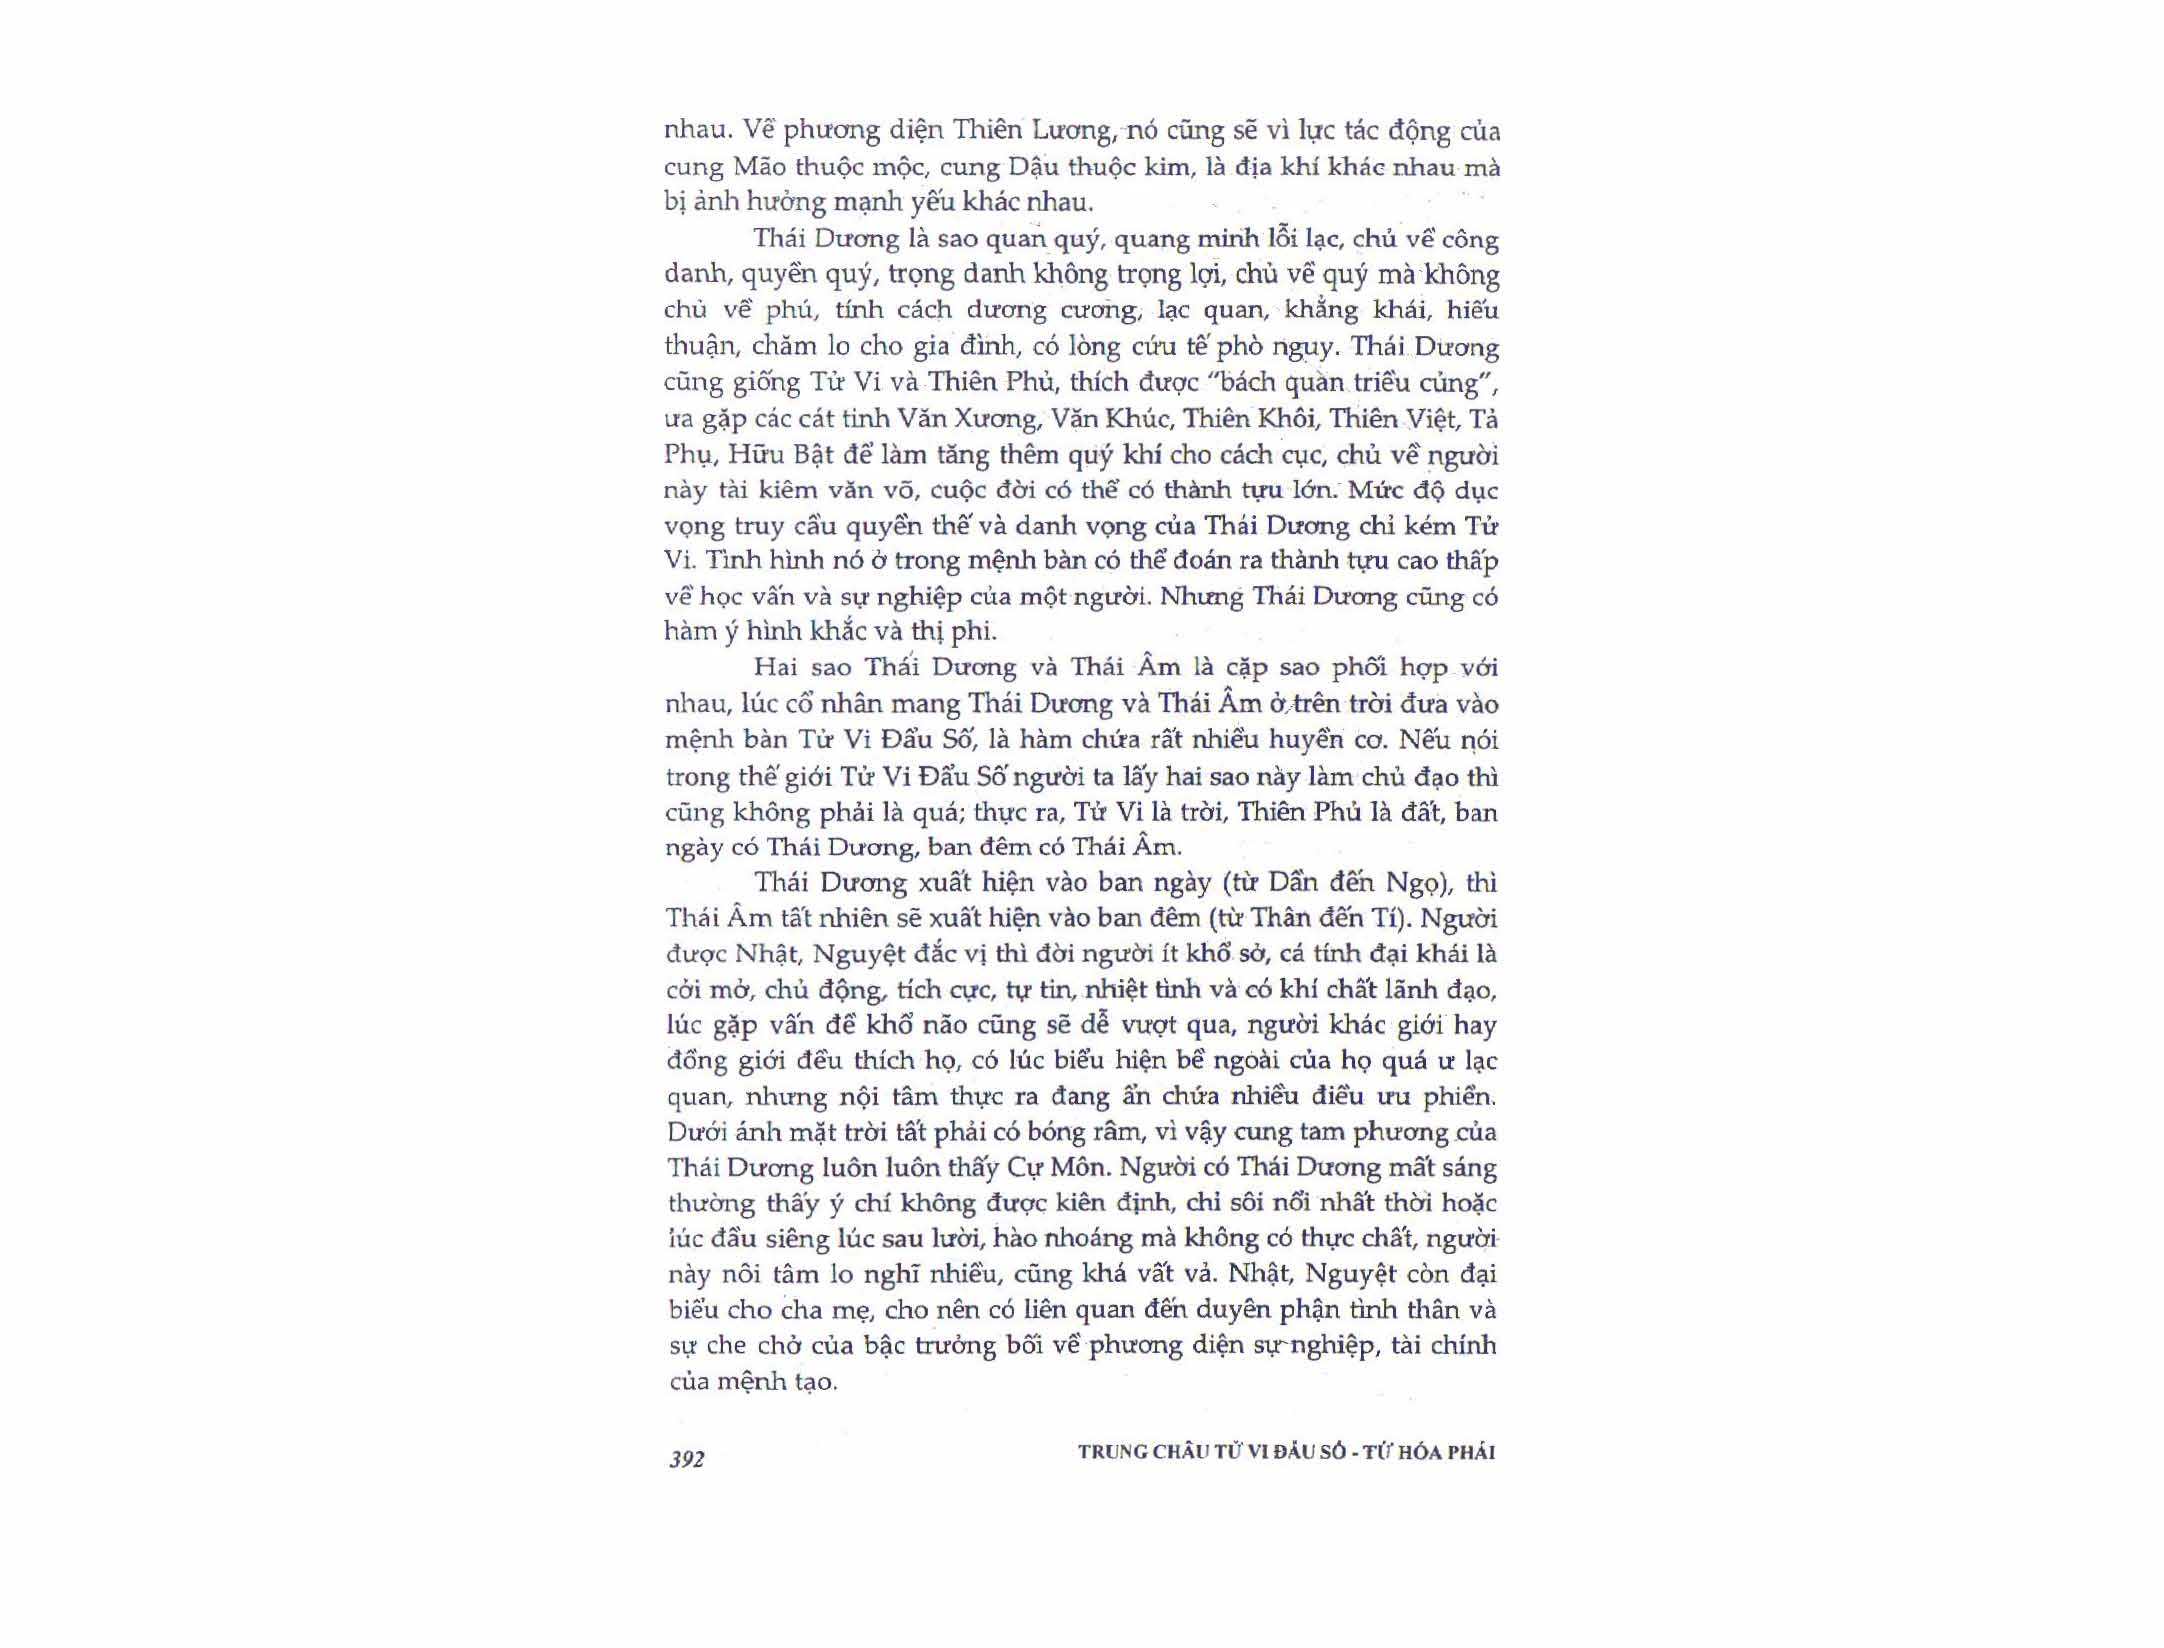 nhau. Về phương diện Thiên Lương, nó cũng sẽ vì lực tác động của
cung Mão thuộc mộc, cung Dậu thuộc kim, là địa khí khác nhau mà
bị ảnh hưởng mạnh yếu khác nhau.
Thái Dương là sao quan quý, quang minh lỗi lạc, chủ về công
danh, quyền quý, trọng danh không trọng lợi, chủ về quý mà không
chủ về phú, tính cách dương cương, lạc quan, khẳng khái, hiếu
thuận, chăm lo cho gia đình, có lòng cứu tế phò nguy. Thái Dương
cũng giống Tử Vi và Thiên Phủ, thích được "bách quàn triều củng",
ưa gặp các cát tinh Văn Xương, Văn Khúc, Thiên Khôi, Thiên Việt, Tả
Phụ, Hữu Bật để làm tăng thêm quý khí cho cách cục, chủ về người
này tài kiêm văn võ, cuộc đời có thể có thành tựu lớn. Mức độ dục
vọng truy cầu quyền thế và danh vọng của Thái Dương chỉ kém Tử
Vi. Tình hình nó ở trong mệnh bàn có thể đoán ra thành tựu cao thấp
về học vấn và sự nghiệp của một người. Nhưng Thái Dương cũng có
hàm ý hình khắc và thị phi.
Hai sao Thái Dương và Thái Âm là cặp sao phối hợp với
nhau, lúc cổ nhân mang Thái Dương và Thái Âm ở trên trời đưa vào
mệnh bàn Tử Vi Đẩu Số, là hàm chứa rất nhiều huyền cơ. Nếu nói
trong thế giới Tử Vi Đẩu Số người ta lấy hai sao này làm chủ đạo thì
cũng không phải là quá; thực ra, Tử Vi là trời, Thiên Phủ là đất, ban
ngày có Thái Dương, ban đêm có Thái Âm.
Thái Dương xuất hiện vào ban ngày (từ Dần đến Ngọ), thì
Thái Âm tất nhiên sẽ xuất hiện vào ban đêm (từ Thân đến Tí). Người
được Nhật, Nguyệt đắc vị thì đời người ít khổ sở, cá tính đại khái là
cởi mở, chủ động, tích cực, tự tin, nhiệt tình và có khí chất lãnh đạo,
lúc gặp vấn đề khổ não cũng sẽ dễ vượt qua, người khác giới hay
đồng giới đều thích họ, có lúc biểu hiện bề ngoài của họ quá ư lạc
quan, nhưng nội tâm thực ra đang ẩn chứa nhiều điều ưu phiền.
Dưới ánh mặt trời tất phải có bóng râm, vì vậy cung tam phương của
Thái Dương luôn luôn thấy Cự Môn. Người có Thái Dương mất sáng
thường thấy ý chí không được kiên định, chỉ sôi nổi nhất thời hoặc
lúc đầu siêng lúc sau lười, hào nhoáng mà không có thực chất, người
này nôi tâm lo nghĩ nhiều, cũng khá vất vả. Nhật, Nguyệt còn đại
biểu cho cha mẹ, cho nên có liên quan đến duyên phận tình thân và
sự che chở của bậc trưởng bối về phương diện sự nghiệp, tài chính
của mệnh tạo.
392
TRUNG CHÂU TỬ VI ĐẨU SỐ - TỨ HÓA PHÁI